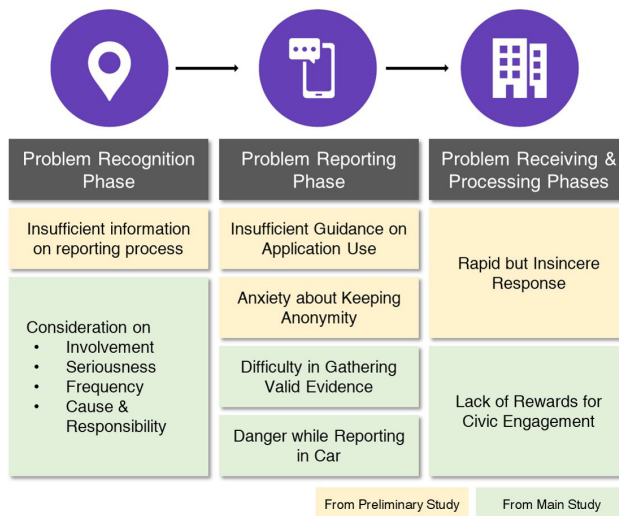 Problem Recognition
Phase
Problem Reporting
Phase
Problem Receiving &
Processing Phases
Insufficient information
on reporting process
Consideration on
• Involvement
• Seriousness
• Frequency
• Cause &
Responsibility
Insufficient Guidance on
Application Use
Anxiety about Keeping
Anonymity
Difficulty in Gathering
Valid Evidence
Danger while Reporting
in Car
Rapid but Insincere
Response
Lack of Rewards for
Civic Engagement
From Preliminary Study
From Main Study